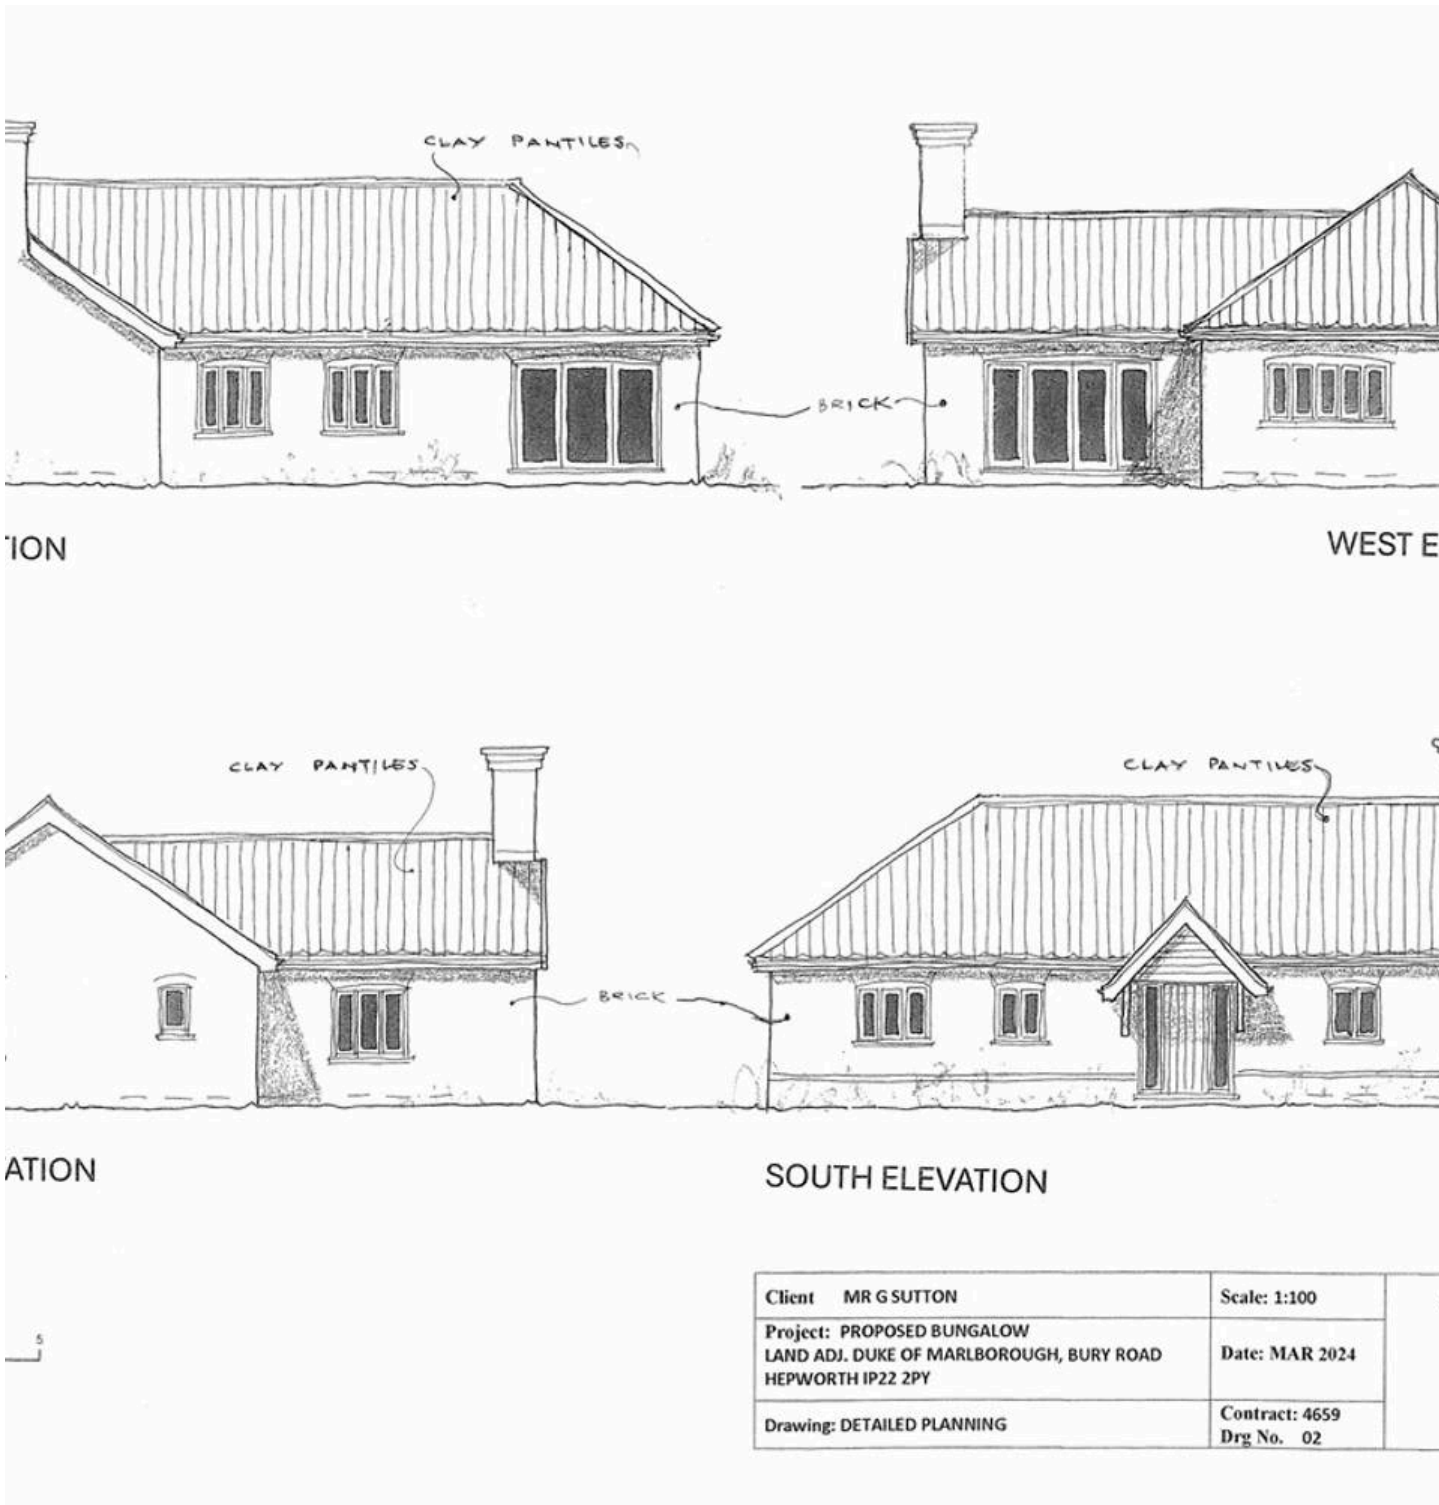 CLAY PANTILES
BRICK
TION
WEST E
CLAY PANTILES
CLAY PANTILES
BRICK
ATION
SOUTH ELEVATION
5
Client MR G SUTTON
Scale: 1:100
Project: PROPOSED BUNGALOW
LAND ADJ. DUKE OF MARLBOROUGH, BURY ROAD
HEPWORTH IP22 2PY
Date: MAR 2024
Drawing: DETAILED PLANNING
Contract: 4659
Drg No. 02